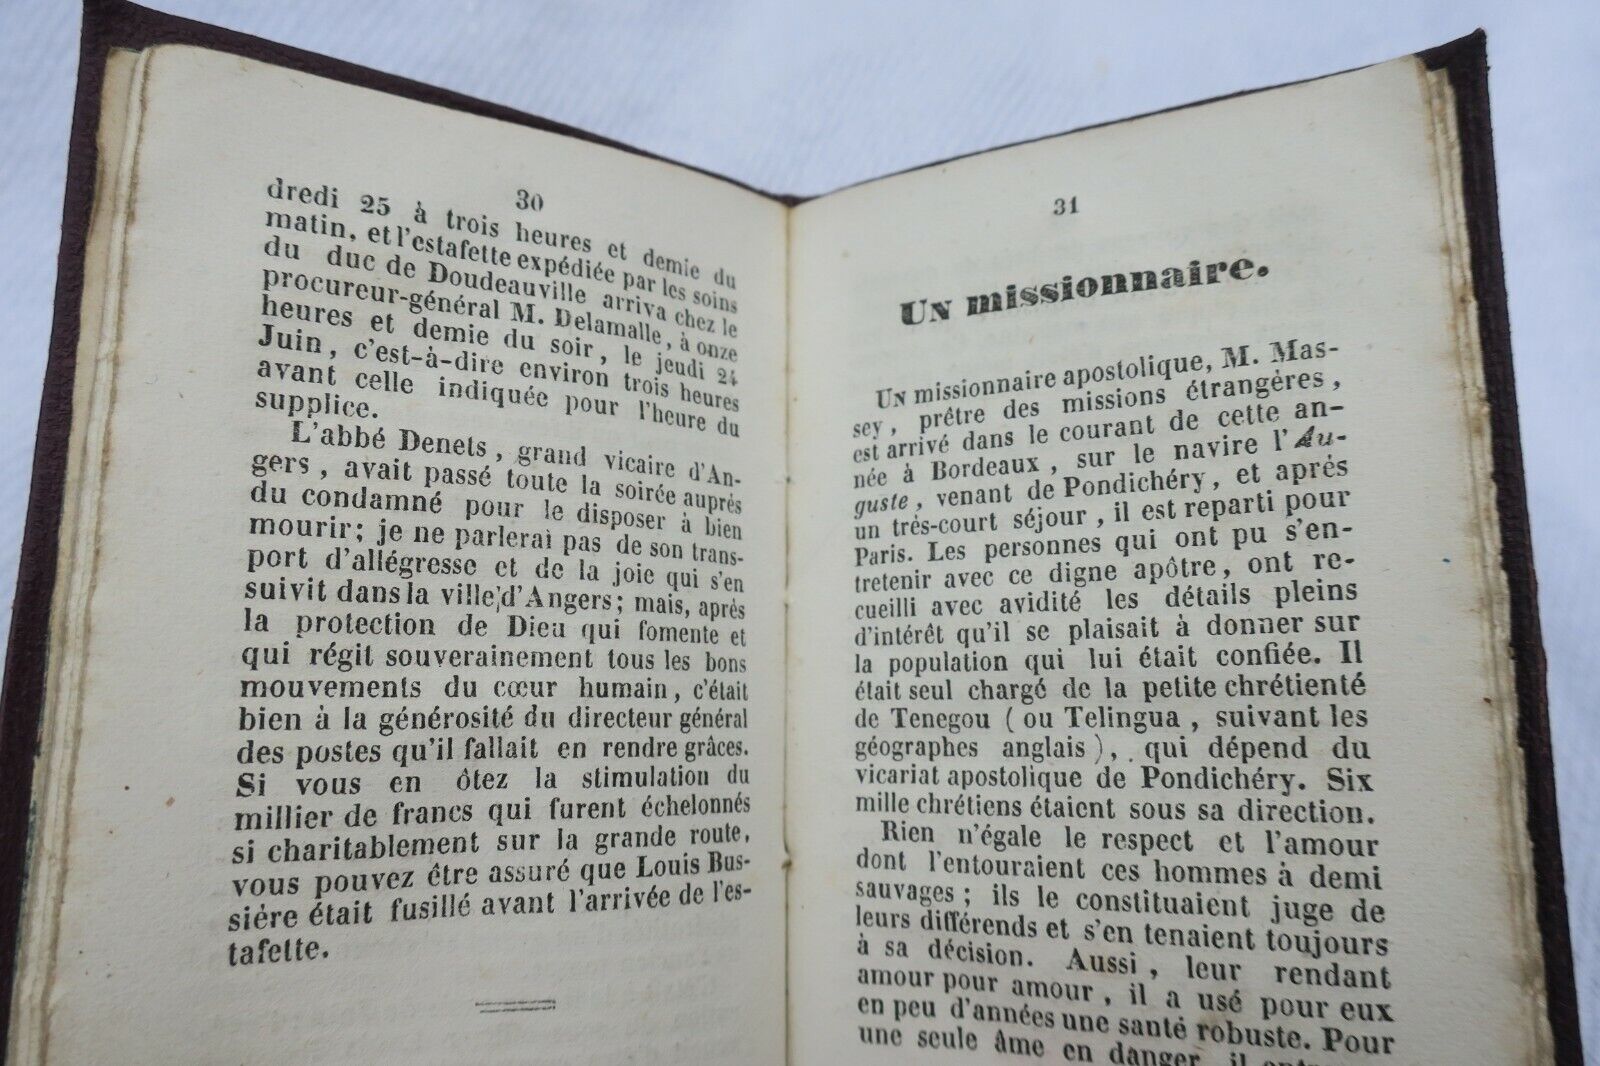 30
dredi 25 à trois heures et demie du
matin, et l'estafette expédiée par les soins
du duc de Doudeauville arriva chez le
procureur-général M. Delamalle, à onze
heures et demie du soir, le jeudi 24
Juin, c'est-à-dire environ trois heures
avant celle indiquée pour l'heure du
supplice.
L'abbé Denets, grand vicaire d'An-
gers, avait passé toute la soirée auprès
du condamné pour le disposer à bien
mourir; je ne parlerai pas de son trans-
port d'allégresse et de la joie qui s'en
suivit dans la ville d'Angers; mais, après
la protection de Dieu qui fomente et
qui régit souverainement tous les bons
mouvements du cœur humain, c'était
bien à la générosité du directeur général
des postes qu'il fallait en rendre grâces.
Si vous en ôtez la stimulation du
millier de francs qui furent échelonnés
si charitablement sur la grande route,
vous pouvez être assuré que Louis Bus-
sière était fusillé avant l'arrivée de l'es-
tafette.
31
UN missionnaire.
UN missionnaire apostolique, M. Mas-
sey, prêtre des missions étrangères,
est arrivé dans le courant de cette an-
née à Bordeaux, sur le navire l'Au-
guste, venant de Pondichéry, et après
un très-court séjour, il est reparti pour
Paris. Les personnes qui ont pu s'en-
tretenir avec ce digne apôtre, ont re-
cueilli avec avidité les détails pleins
d'intérêt qu'il se plaisait à donner sur
la population qui lui était confiée. Il
était seul chargé de la petite chrétienté
de Tenegou (ou Telingua, suivant les
géographes anglais), qui dépend du
vicariat apostolique de Pondichéry. Six
mille chrétiens étaient sous sa direction.
Rien n'égale le respect et l'amour
dont l'entouraient ces hommes à demi
sauvages; ils le constituaient juge de
leurs différends et s'en tenaient toujours
à sa décision. Aussi, leur rendant
amour pour amour, il a usé pour eux
en peu d'années une santé robuste. Pour
une seule âme en danger, il